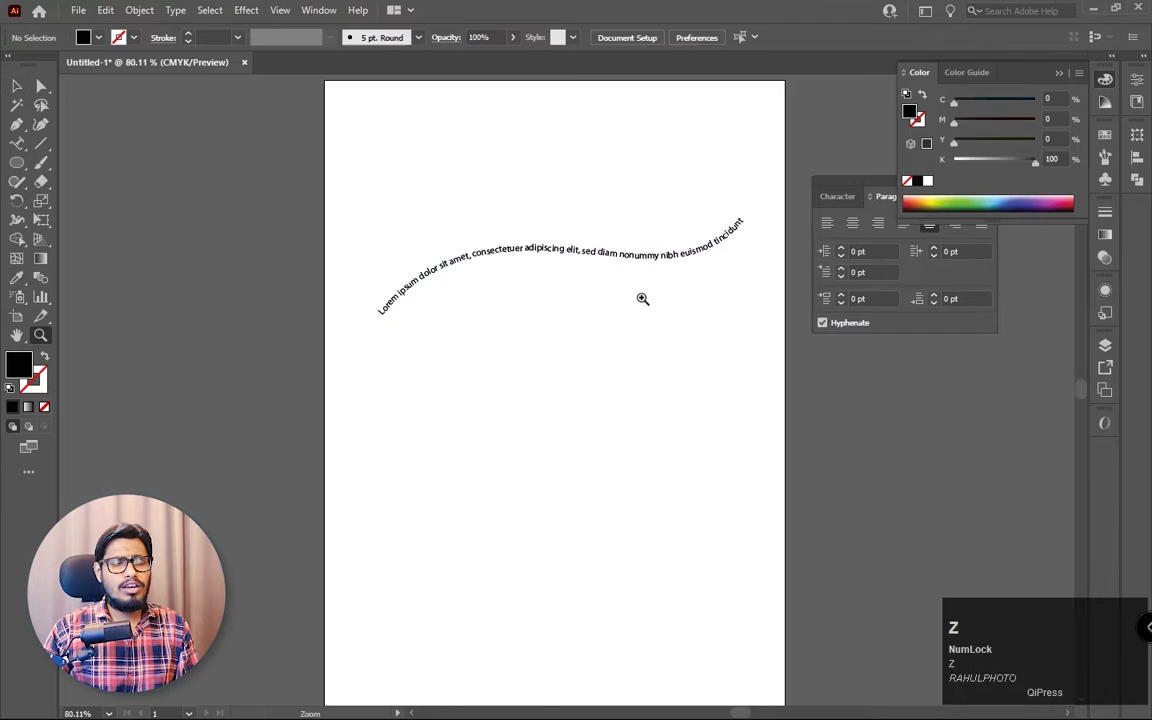 Ai File Edit Object Type Select Effect View Window Help Search Adobe Help
No Selection Stroke: 5 pt. Round Opacity: 100% Style: Document Setup Preferences
Untitled-1* @ 80.11 % (CMYK/Preview)
Color Color Guide
C 0 %
M 0 %
Y 0 %
K 100 %
Character Parag
0 pt 0 pt
0 pt
0 pt 0 pt
Hyphenate
Lorem ipsum dolor sit amet, consectetuer adipiscing elit, sed diam nonummy nibh euismod tincidunt
Z
NumLock
Z
RAHULPHOTO
QiPress
80.11% 1 Zoom